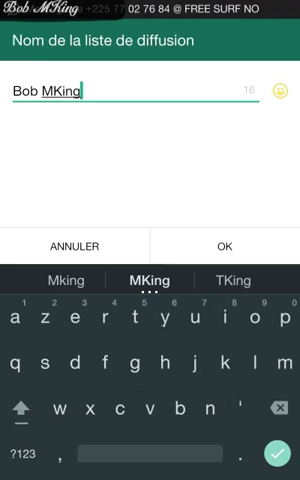 Bob MKing +225 77 02 76 84 @ FREE SURF NO
Nom de la liste de diffusion
Bob MKing 16
ANNULER OK
Mking MKing TKing
1 2 3 4 5 6 7 8 9 0
a z e r t y u i o p
q s d f g h j k l m
w x c v b n '
?123 , .